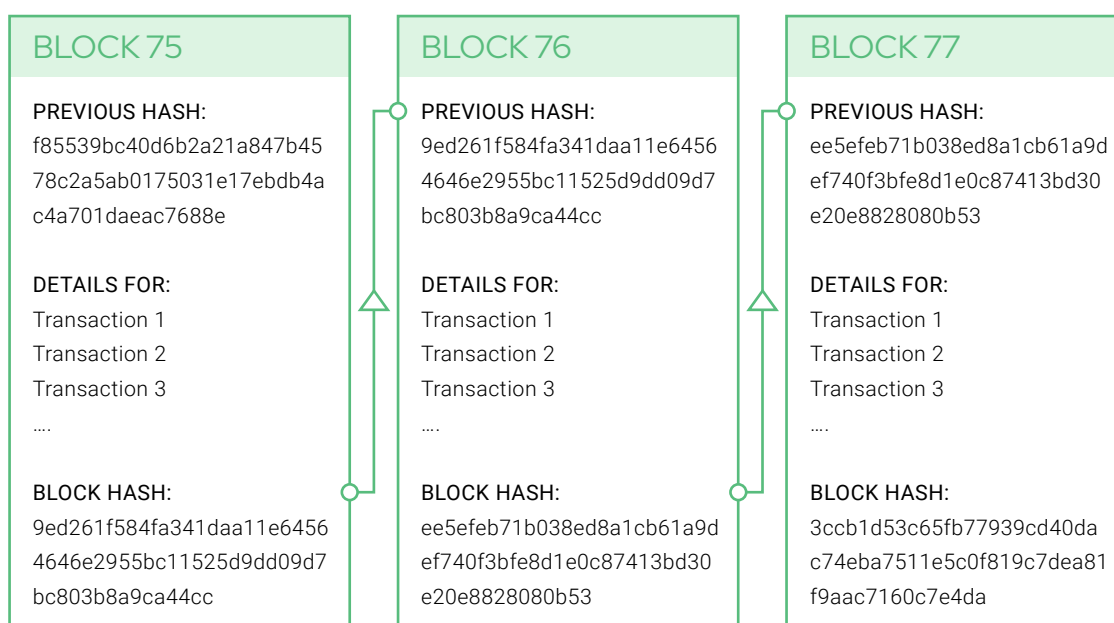 BLOCK 75
PREVIOUS HASH:
f85539bc40d6b2a21a847b45
78c2a5ab0175031e17ebdb4a
c4a701daeac7688e
DETAILS FOR:
Transaction 1
Transaction 2
Transaction 3
....
BLOCK HASH:
9ed261f584fa341daa11e6456
4646e2955bc11525d9dd09d7
bc803b8a9ca44cc
BLOCK 76
PREVIOUS HASH:
9ed261f584fa341daa11e6456
4646e2955bc11525d9dd09d7
bc803b8a9ca44cc
DETAILS FOR:
Transaction 1
Transaction 2
Transaction 3
....
BLOCK HASH:
ee5efeb71b038ed8a1cb61a9d
ef740f3bfe8d1e0c87413bd30
e20e8828080b53
BLOCK 77
PREVIOUS HASH:
ee5efeb71b038ed8a1cb61a9d
ef740f3bfe8d1e0c87413bd30
e20e8828080b53
DETAILS FOR:
Transaction 1
Transaction 2
Transaction 3
....
BLOCK HASH:
3ccb1d53c65fb77939cd40da
c74eba7511e5c0f819c7dea81
f9aac7160c7e4da